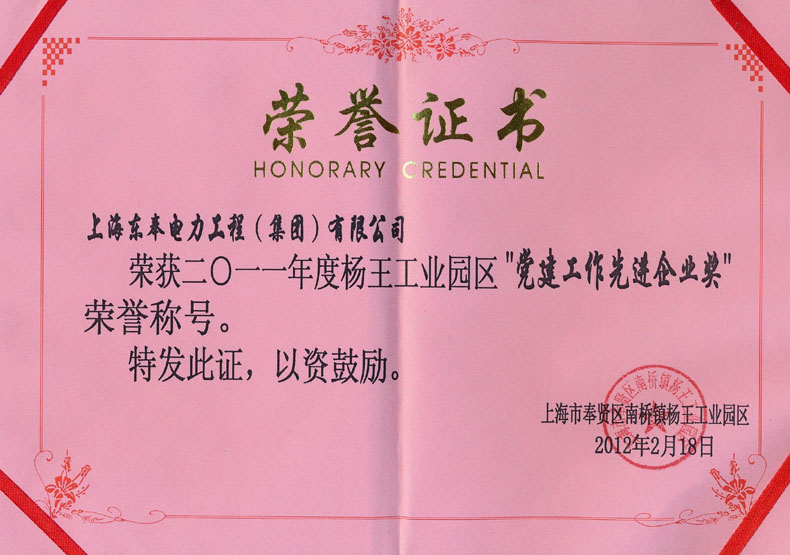 荣誉证书
HONORARY CREDENTIAL
上海东奉电力工程（集团）有限公司
荣获二〇一一年度杨王工业园区"党建工作先进企业奖"
荣誉称号。
特发此证，以资鼓励。
上海市奉贤区南桥镇杨王工业园区
2012年2月18日